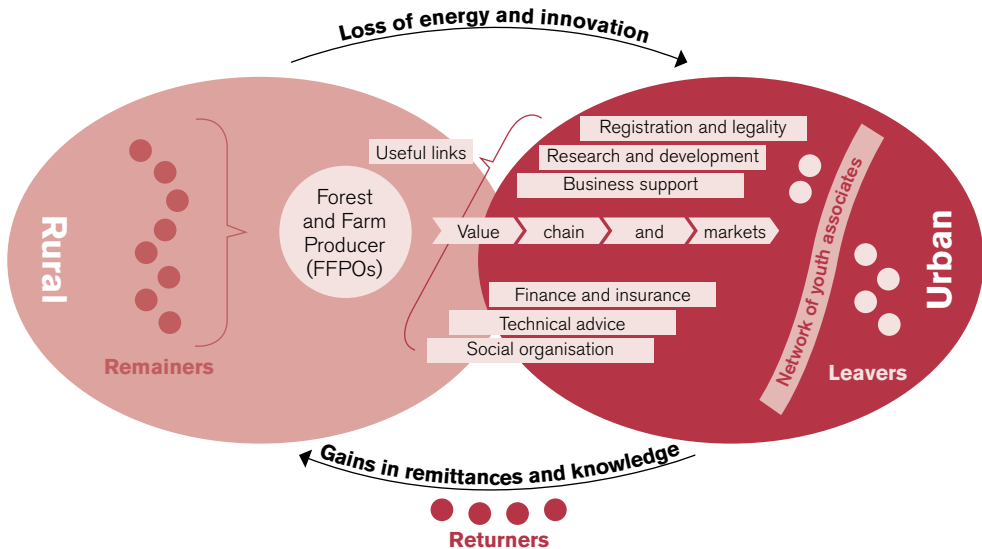 Loss of energy and innovation
Rural
Remainers
Useful links
Forest
and Farm
Producer
(FFPOs)
Registration and legality
Research and development
Business support
Value chain and markets
Finance and insurance
Technical advice
Social organisation
Network of youth associates
Leavers
Urban
Gains in remittances and knowledge
Returners